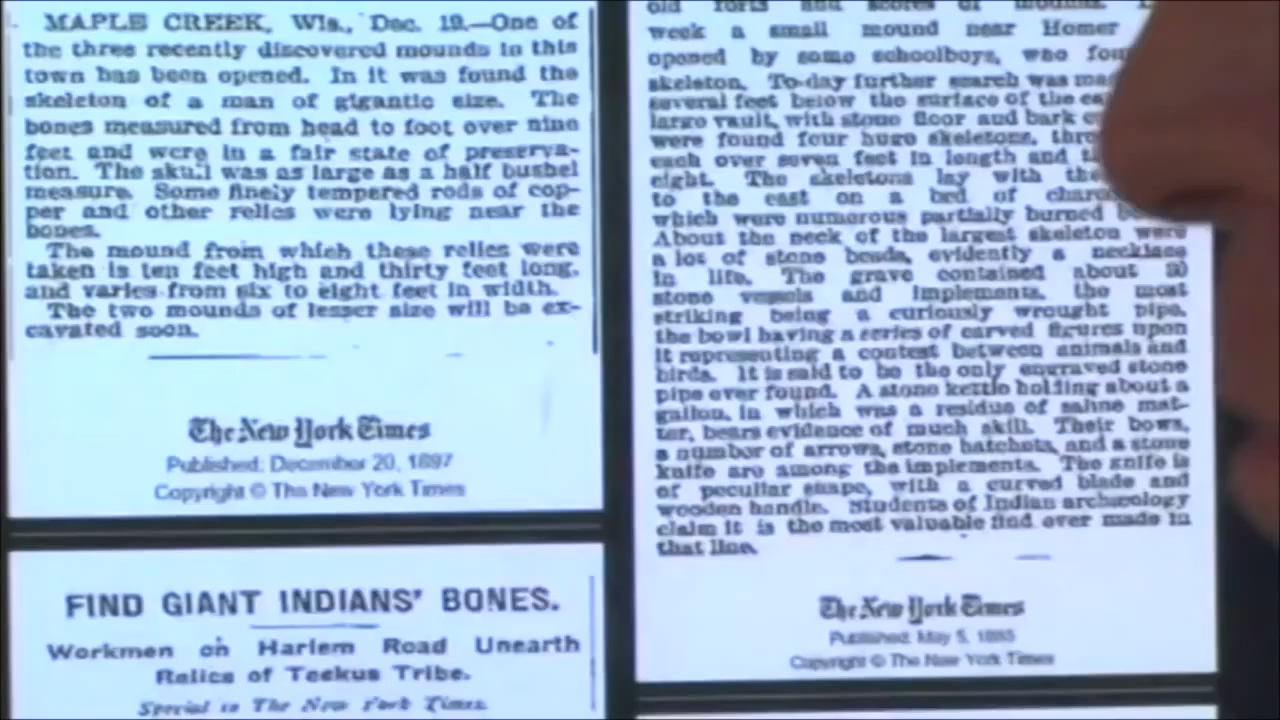 MAPLE CREEK, Wis., Dec. 19.—One of
the three recently discovered mounds in this
town has been opened. In it was found the
skeleton of a man of gigantic size. The
bones measured from head to foot over nine
feet and were in a fair state of preserva-
tion. The skull was as large as a half bushel
measure. Some finely tempered rods of cop-
per and other relics were lying near the
bones.
The mound from which these relics were
taken is ten feet high and thirty feet long,
and varies from six to eight feet in width.
The two mounds of lesser size will be ex-
cavated soon.
The New York Times
Published: December 20, 1897
Copyright © The New York Times
FIND GIANT INDIANS' BONES.
Workmen on Harlem Road Unearth
Relics of Teekus Tribe.
Special to The New York Times.
old forts and scores of mounds.
week a small mound near Homer
opened by some schoolboys, who
skeleton. To-day further search was
several feet below the surface of the
large vault, with stone floor and bark
were found four huge skeletons,
each over seven feet in length and
eight. The skeletons lay with
to the east on a bed of
which were numerous partially burned
About the neck of the largest skeleton were
a lot of stone beads, evidently a necklace
in life. The grave contained about 30
stone vessels and implements, the most
striking being a curiously wrought pipe,
the bowl having a series of carved figures upon
it representing a contest between animals and
birds. It is said to be the only engraved stone
pipe ever found. A stone kettle holding about a
gallon, in which was a residue of saline mat-
ter, bears evidence of much skill. Their bows,
a number of arrows, stone hatchets, and a stone
knife are among the implements. The knife is
of peculiar shape, with a curved blade and
wooden handle. Students of Indian archæology
claim it is the most valuable find ever made in
that line.
The New York Times
Published: May 5, 1885
Copyright © The New York Times